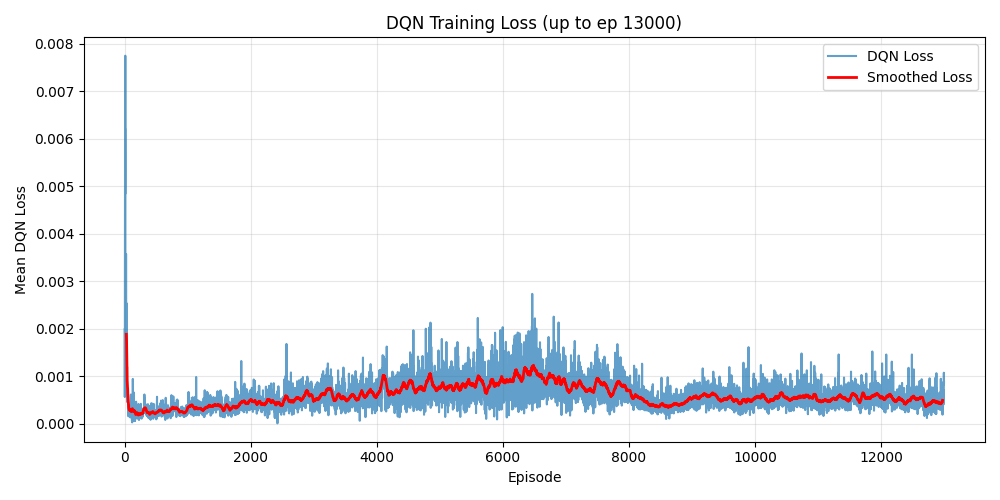 DQN Training Loss (up to ep 13000)
DQN Loss
Smoothed Loss
Mean DQN Loss
0.008
0.007
0.006
0.005
0.004
0.003
0.002
0.001
0.000
0 2000 4000 6000 8000 10000 12000
Episode